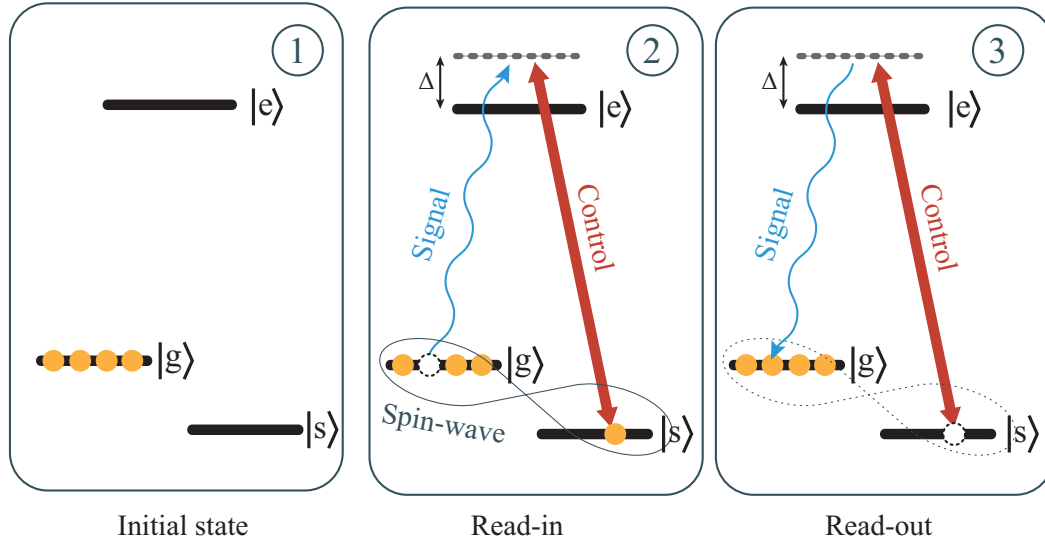 1
|e⟩
|g⟩
|s⟩
Initial state
2
Δ
|e⟩
Signal
Control
|g⟩
Spin-wave
|s⟩
Read-in
3
Δ
|e⟩
Signal
Control
|g⟩
|s⟩
Read-out